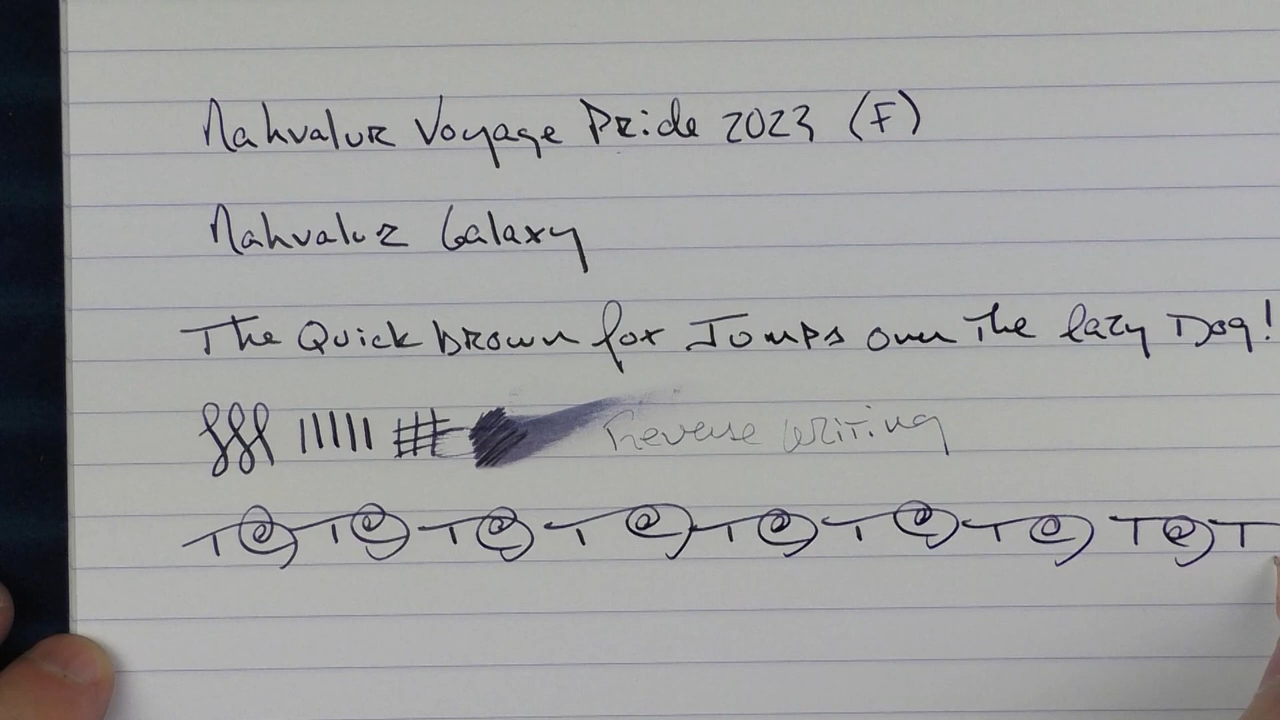 Nahvalur Voyage Pride 2023 (F)
Nahvalur Galaxy
The Quick brown fox Jumps over The lazy Dog!
Reverse writing